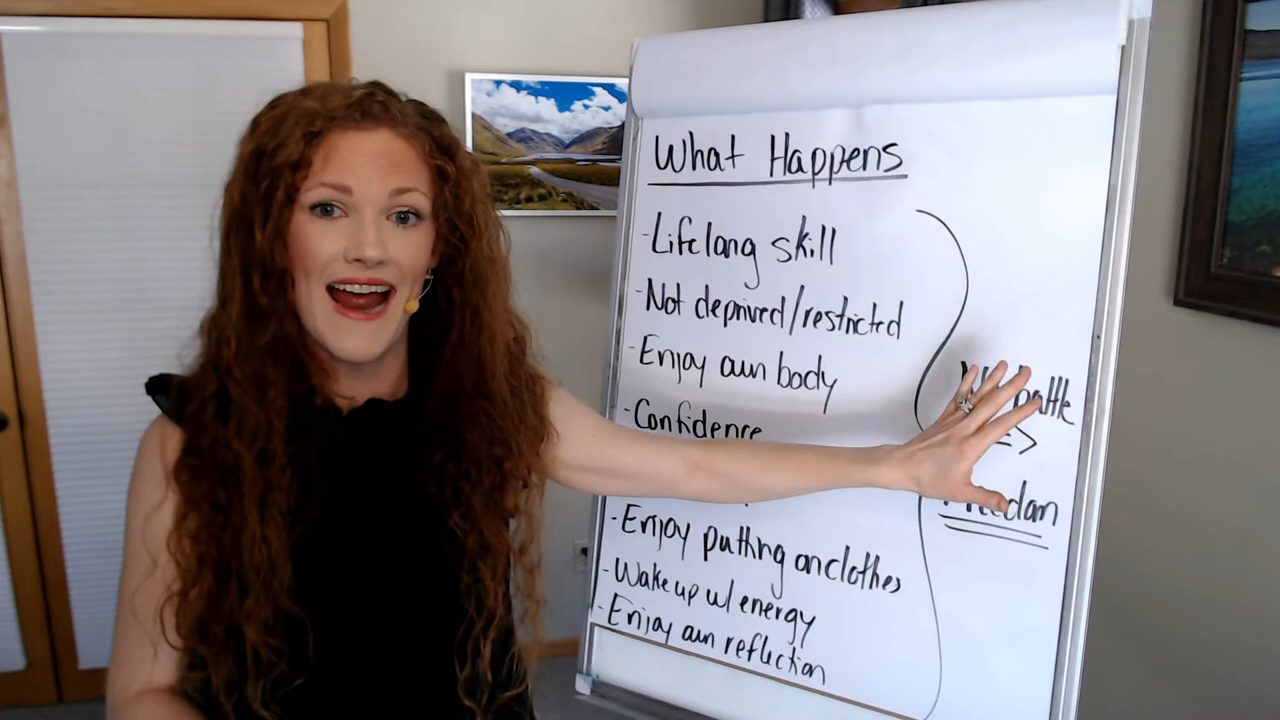 What Happens
- Lifelong skill
- Not deprived/restricted
- Enjoy own body
- Confidence
- Enjoy putting on clothes
- Wake up w/ energy
- Enjoy own reflection
battle
=>